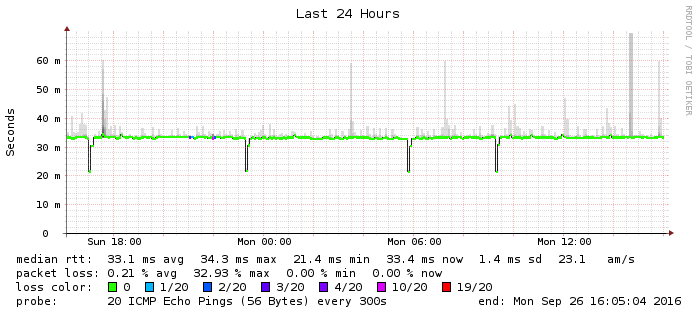 Last 24 Hours
RRDTOOL / TOBI OETIKER
Seconds
60 m
50 m
40 m
30 m
20 m
10 m
0
Sun 18:00 Mon 00:00 Mon 06:00 Mon 12:00
median rtt: 33.1 ms avg 34.3 ms max 21.4 ms min 33.4 ms now 1.4 ms sd 23.1 am/s
packet loss: 0.21 % avg 32.93 % max 0.00 % min 0.00 % now
loss color: 0 1/20 2/20 3/20 4/20 10/20 19/20
probe: 20 ICMP Echo Pings (56 Bytes) every 300s end: Mon Sep 26 16:05:04 2016